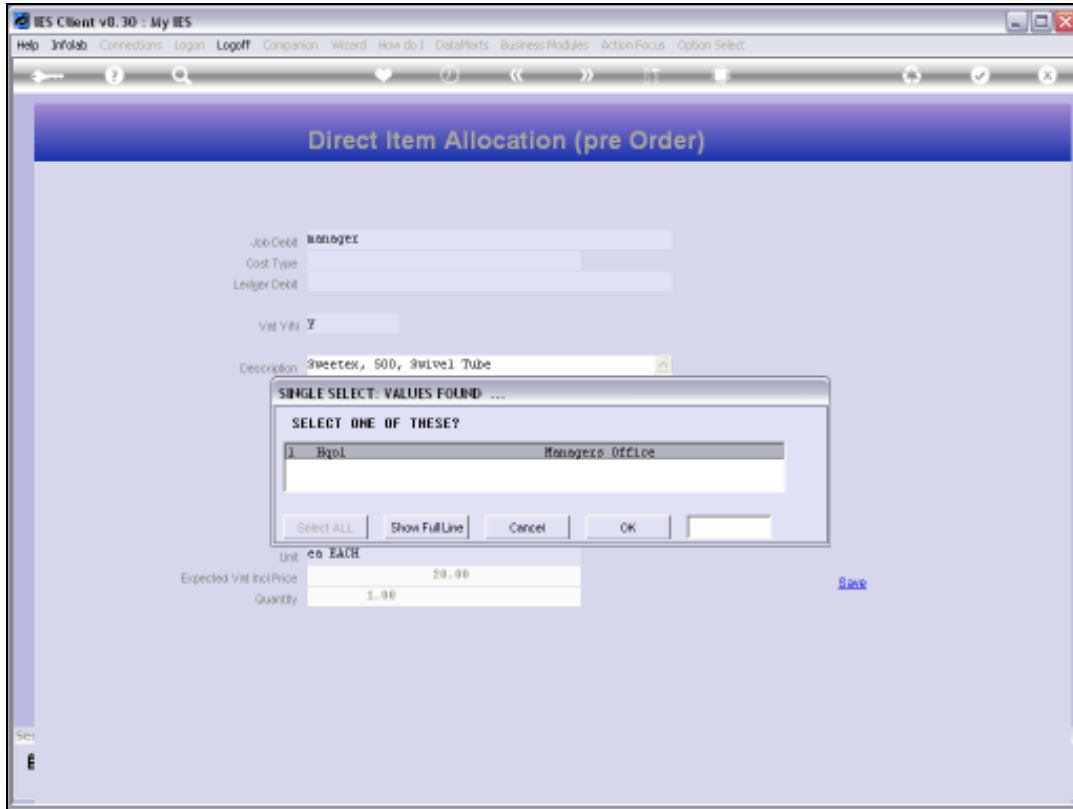 IES Client v8.30 : My IES
Help Infolab Connections Logon Logoff Companion Wizard How do I DataMarts Business Modules Action Focus Option Select
Direct Item Allocation (pre Order)
Job Debit manager
Cost Type
Ledger Debit
Vat Y/N Y
Description Sweetex, 500, Swivel Tube
SINGLE SELECT: VALUES FOUND ...
SELECT ONE OF THESE?
1 Hqo1 Managers Office
Select ALL Show Full Line Cancel OK
Unit ea EACH
Expected Vat Incl Price 20.00
Save
Quantity 1.00